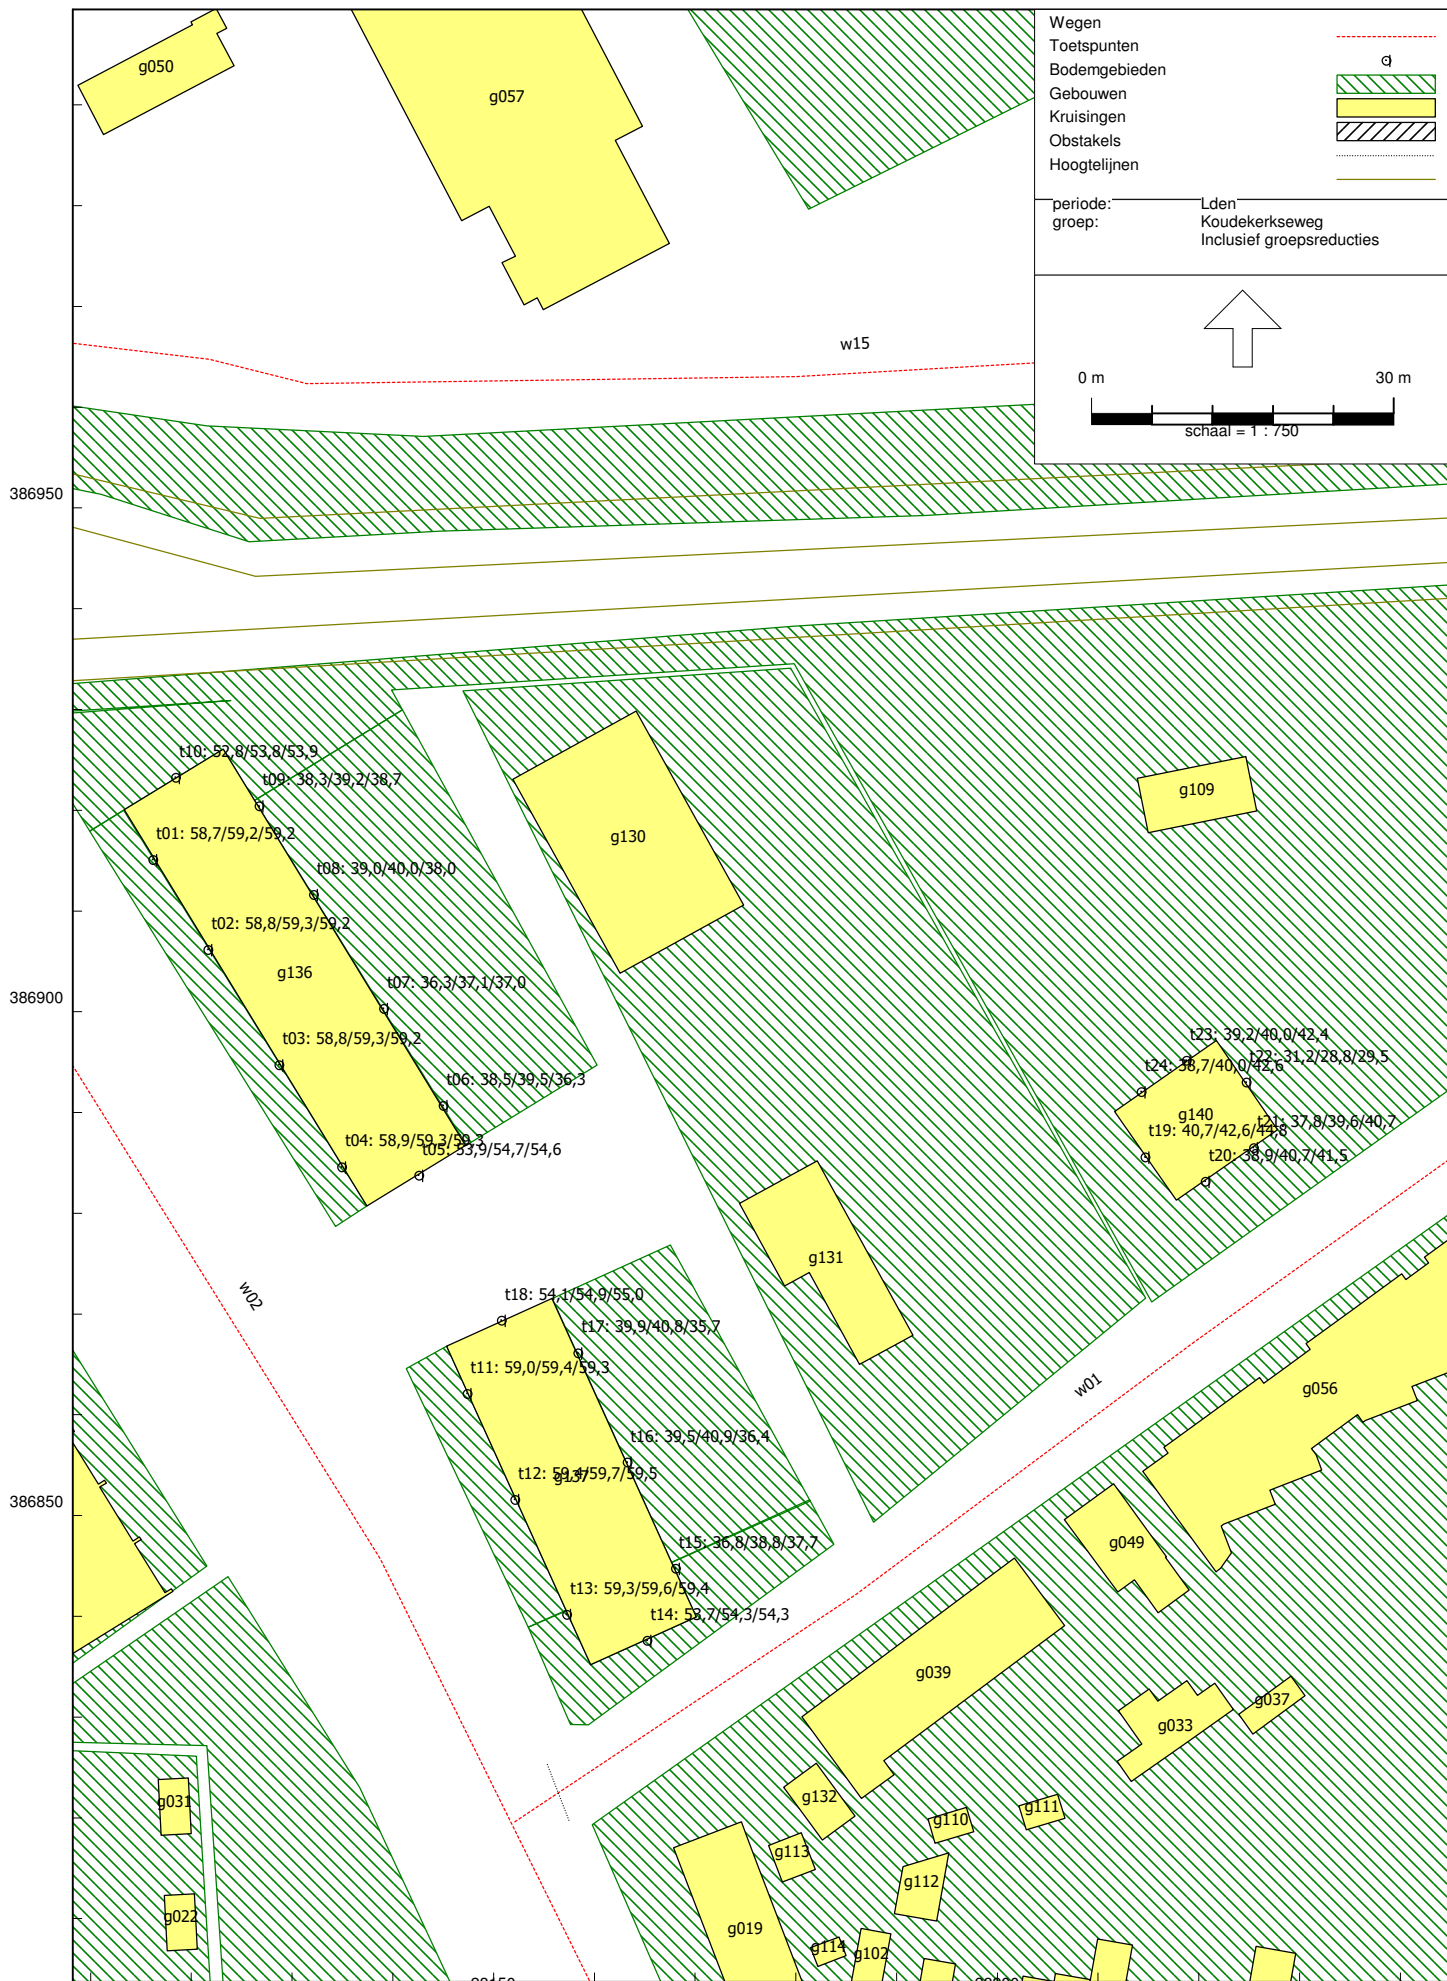 Wegen
Toetspunten
Bodemgebieden
Gebouwen
Kruisingen
Obstakels
Hoogtelijnen
periode: Lden
groep: Koudekerkseweg
Inclusief groepsreducties
0 m 30 m
schaal = 1 : 750
g050
g057
w15
386950
t10: 52,8/53,8/53,9
t09: 38,3/39,2/38,7
g109
t01: 58,7/59,2/59,2
g130
t08: 39,0/40,0/38,0
t02: 58,8/59,3/59,2
g136
t07: 36,3/37,1/37,0
386900
t03: 58,8/59,3/59,2
t23: 39,2/40,0/42,4
t22: 31,2/28,8/29,5
t24: 38,7/40,0/42,6
t06: 38,5/39,5/36,3
g140
t21: 37,8/39,6/40,7
t19: 40,7/42,6/44,8
t04: 58,9/59,3/59,3
t20: 38,9/40,7/41,5
t05: 53,9/54,7/54,6
g131
w02
t18: 54,1/54,9/55,0
t17: 39,9/40,8/35,7
t11: 59,0/59,4/59,3
w01
g056
t16: 39,5/40,9/36,4
t12: 59,4/59,7/59,5
g137
386850
t15: 36,8/38,8/37,7
g049
t13: 59,3/59,6/59,4
t14: 53,7/54,3/54,3
g039
g037
g033
g031
g132
g111
g110
g113
g112
g022
g019
g114
g102